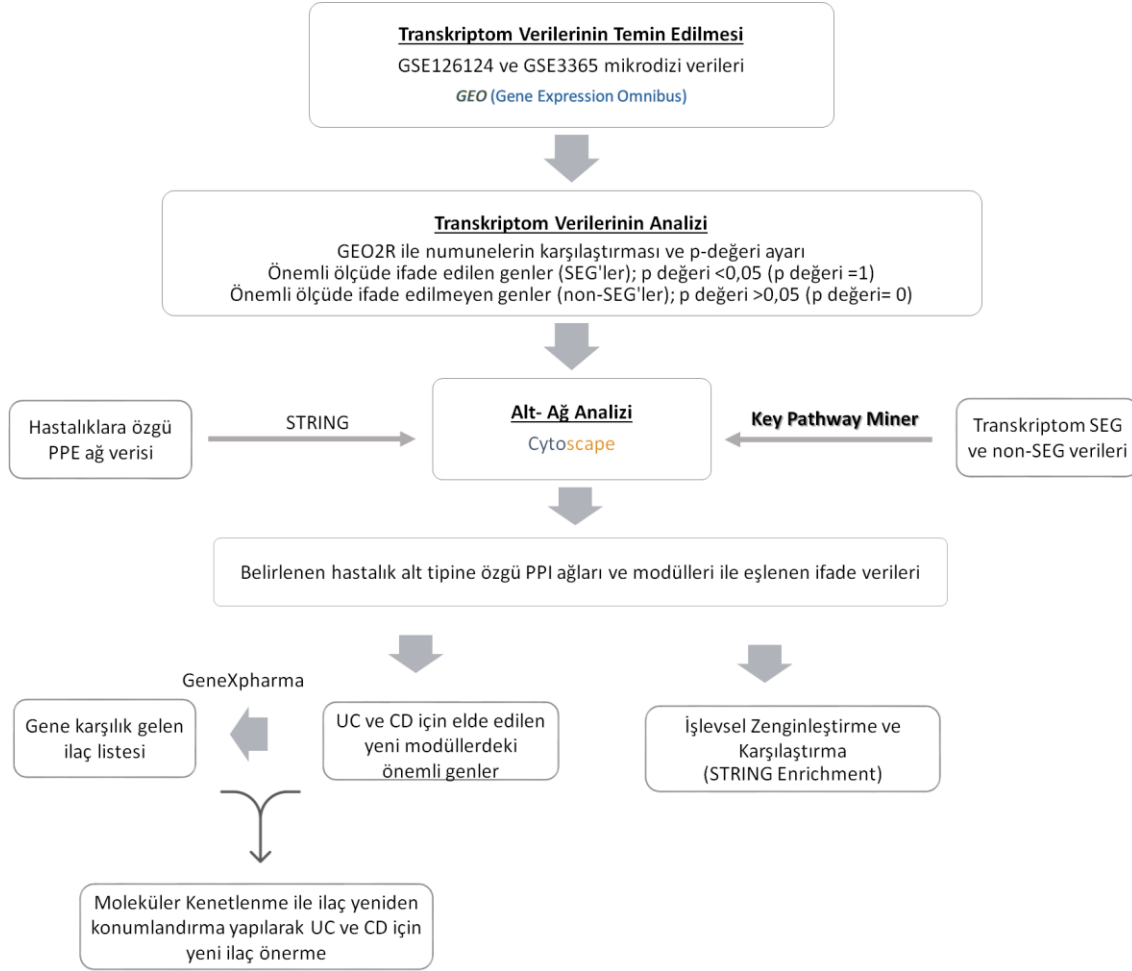 Transkriptom Verilerinin Temin Edilmesi
GSE126124 ve GSE3365 mikrodizi verileri
GEO (Gene Expression Omnibus)
Transkriptom Verilerinin Analizi
GEO2R ile numunelerin karşılaştırması ve p-değeri ayarı
Önemli ölçüde ifade edilen genler (SEG'ler); p değeri <0,05 (p değeri =1)
Önemli ölçüde ifade edilmeyen genler (non-SEG'ler); p değeri >0,05 (p değeri= 0)
Hastalıklara özgü
PPE ağ verisi
STRING
Alt- Ağ Analizi
Cytoscape
Key Pathway Miner
Transkriptom SEG
ve non-SEG verileri
Belirlenen hastalık alt tipine özgü PPI ağları ve modülleri ile eşlenen ifade verileri
GeneXpharma
Gene karşılık gelen
ilaç listesi
UC ve CD için elde edilen
yeni modüllerdeki
önemli genler
İşlevsel Zenginleştirme ve
Karşılaştırma
(STRING Enrichment)
Moleküler Kenetlenme ile ilaç yeniden
konumlandırma yapılarak UC ve CD için
yeni ilaç önerme